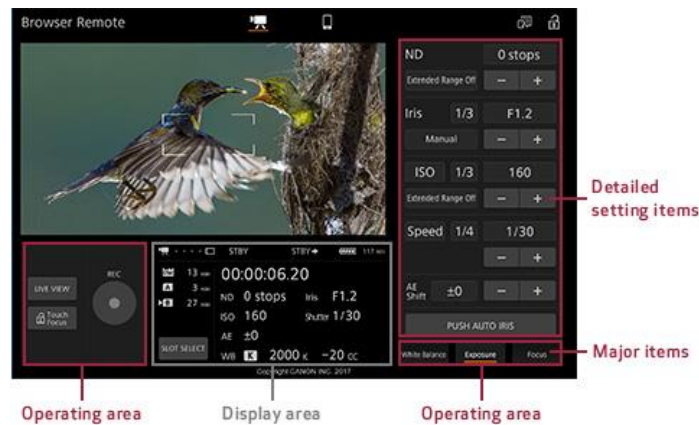 Browser Remote
ND 0 stops
Extended Range Off - +
Iris 1/3 F1.2
Manual - +
ISO 1/3 160
Extended Range Off - +
Speed 1/4 1/30
- +
AE Shift ±0 - +
PUSH AUTO IRIS
White Balance Exposure Focus
Detailed
setting items
Major items
LIVE VIEW
REC
Touch
Focus
STBY STBY 117 min
13 min 00:00:06.20
A 3 min ND 0 stops Iris F1.2
B 27 min ISO 160 Shutter 1/30
AE ±0
SLOT SELECT WB K 2000 K -20 CC
Copyright CANON INC. 2017
Operating area Display area Operating area